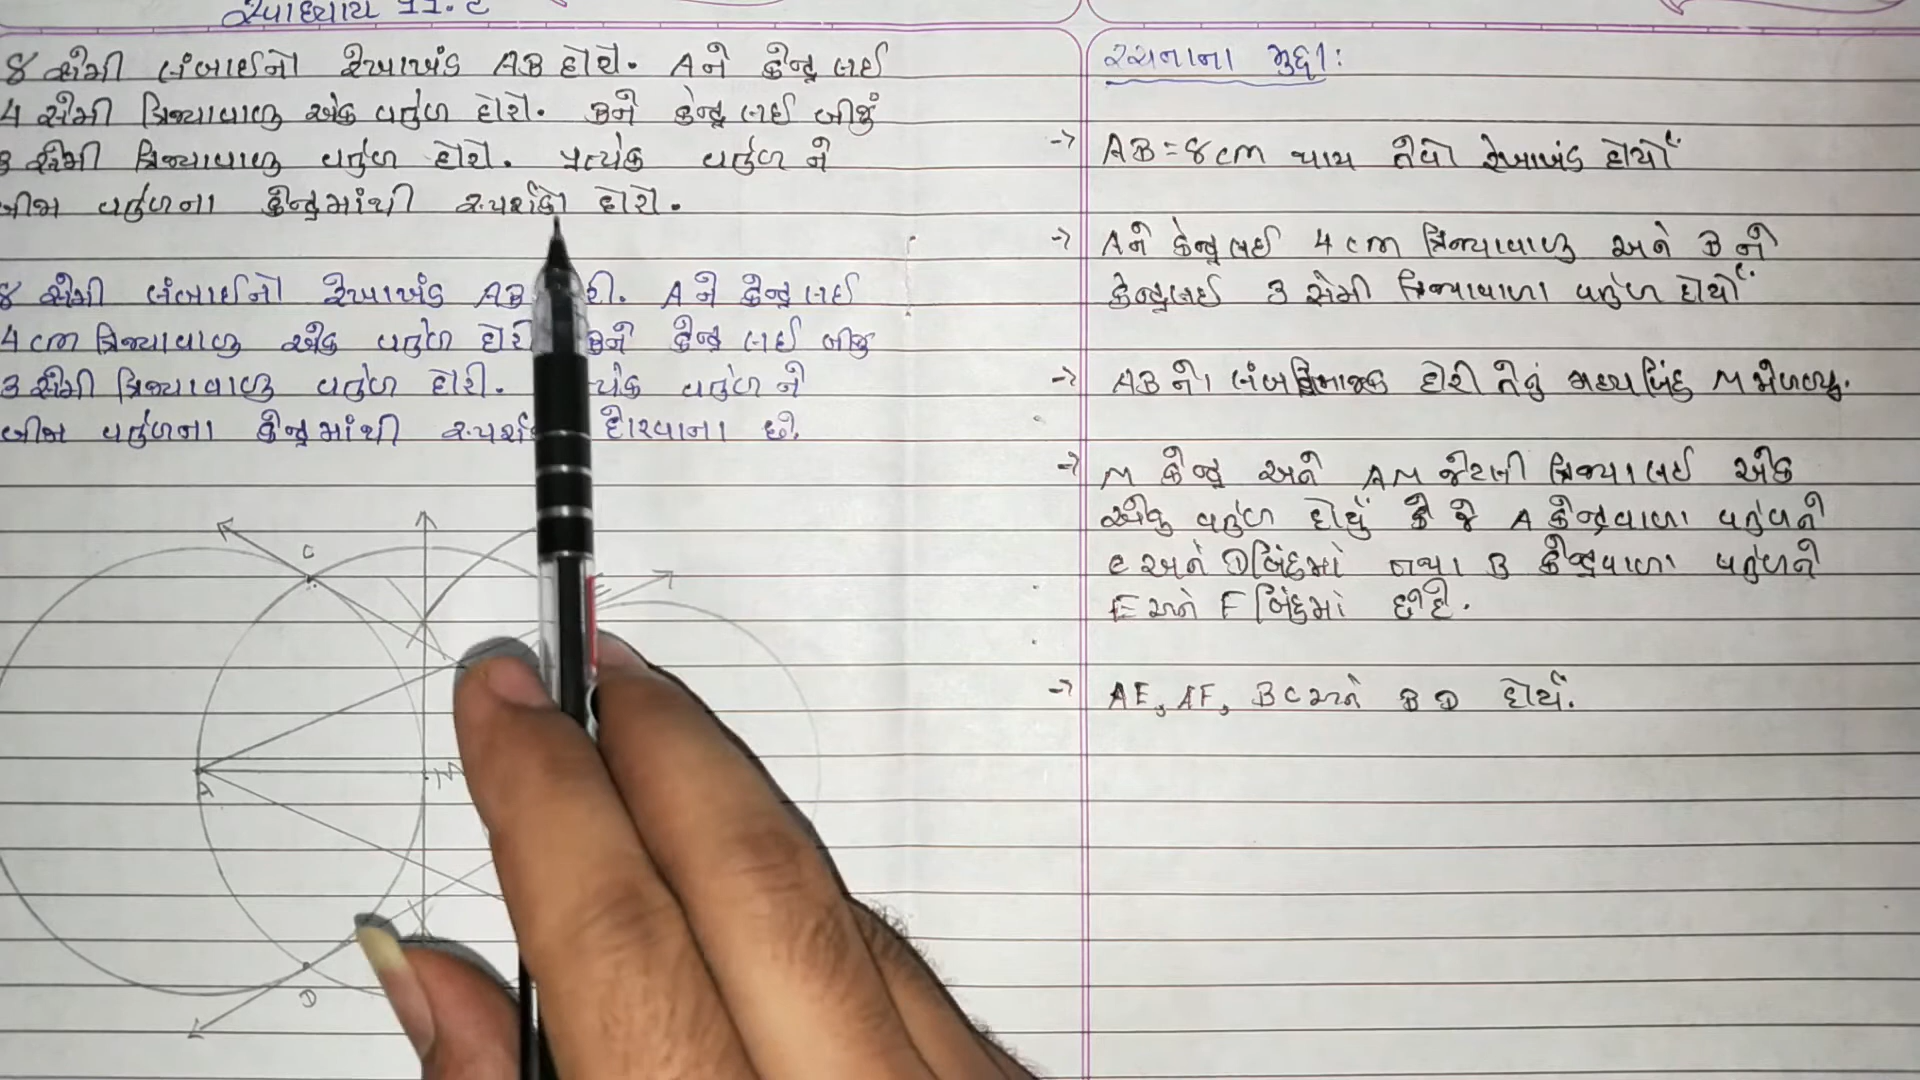 સ્વાધ્યાય 11.2
8 સેમી લંબાઈનો રેખાખંડ AB દોરો. A ને કેન્દ્ર લઈ
4 સેમી ત્રિજ્યાવાળુ એક વર્તુળ દોરો. B ને કેન્દ્ર લઈ બીજું
3 સેમી ત્રિજ્યાવાળુ વર્તુળ દોરો. પ્રત્યેક વર્તુળ ને
બીજા વર્તુળના કેન્દ્રમાંથી સ્પર્શકો દોરો.
8 સેમી લંબાઈનો રેખાખંડ AB દોરી. A ને કેન્દ્ર લઈ
4 cm ત્રિજ્યાવાળુ એક વર્તુળ દોરી B ને કેન્દ્ર લઈ બીજુ
3 સેમી ત્રિજ્યાવાળુ વર્તુળ દોરી. વર્તુળ ને
બીજા વર્તુળના કેન્દ્રમાંથી દોરવાના છે.
C
A
M
D
રચનાના મુદ્દા:
→ AB = 8 cm થાય તેવો રેખાખંડ દોર્યો.
→ A ને કેન્દ્ર લઈ 4 cm ત્રિજ્યાવાળુ અને B ને
કેન્દ્ર લઈ 3 સેમી ત્રિજ્યાવાળા વર્તુળ દોર્યા.
→ AB નો લંબદ્વિભાજક દોરી તેનું મધ્યબિંદુ M મેળવ્યુ.
→ M કેન્દ્ર અને AM જેટલી ત્રિજ્યા લઈ એક
એવુ વર્તુળ દોર્યું કે જે A કેન્દ્રવાળા વર્તુળને
C અને D બિંદુમાં તથા B કેન્દ્રવાળા વર્તુળને
E અને F બિંદુમાં છેદે.
→ AE, AF, BC અને BD દોર્યા.